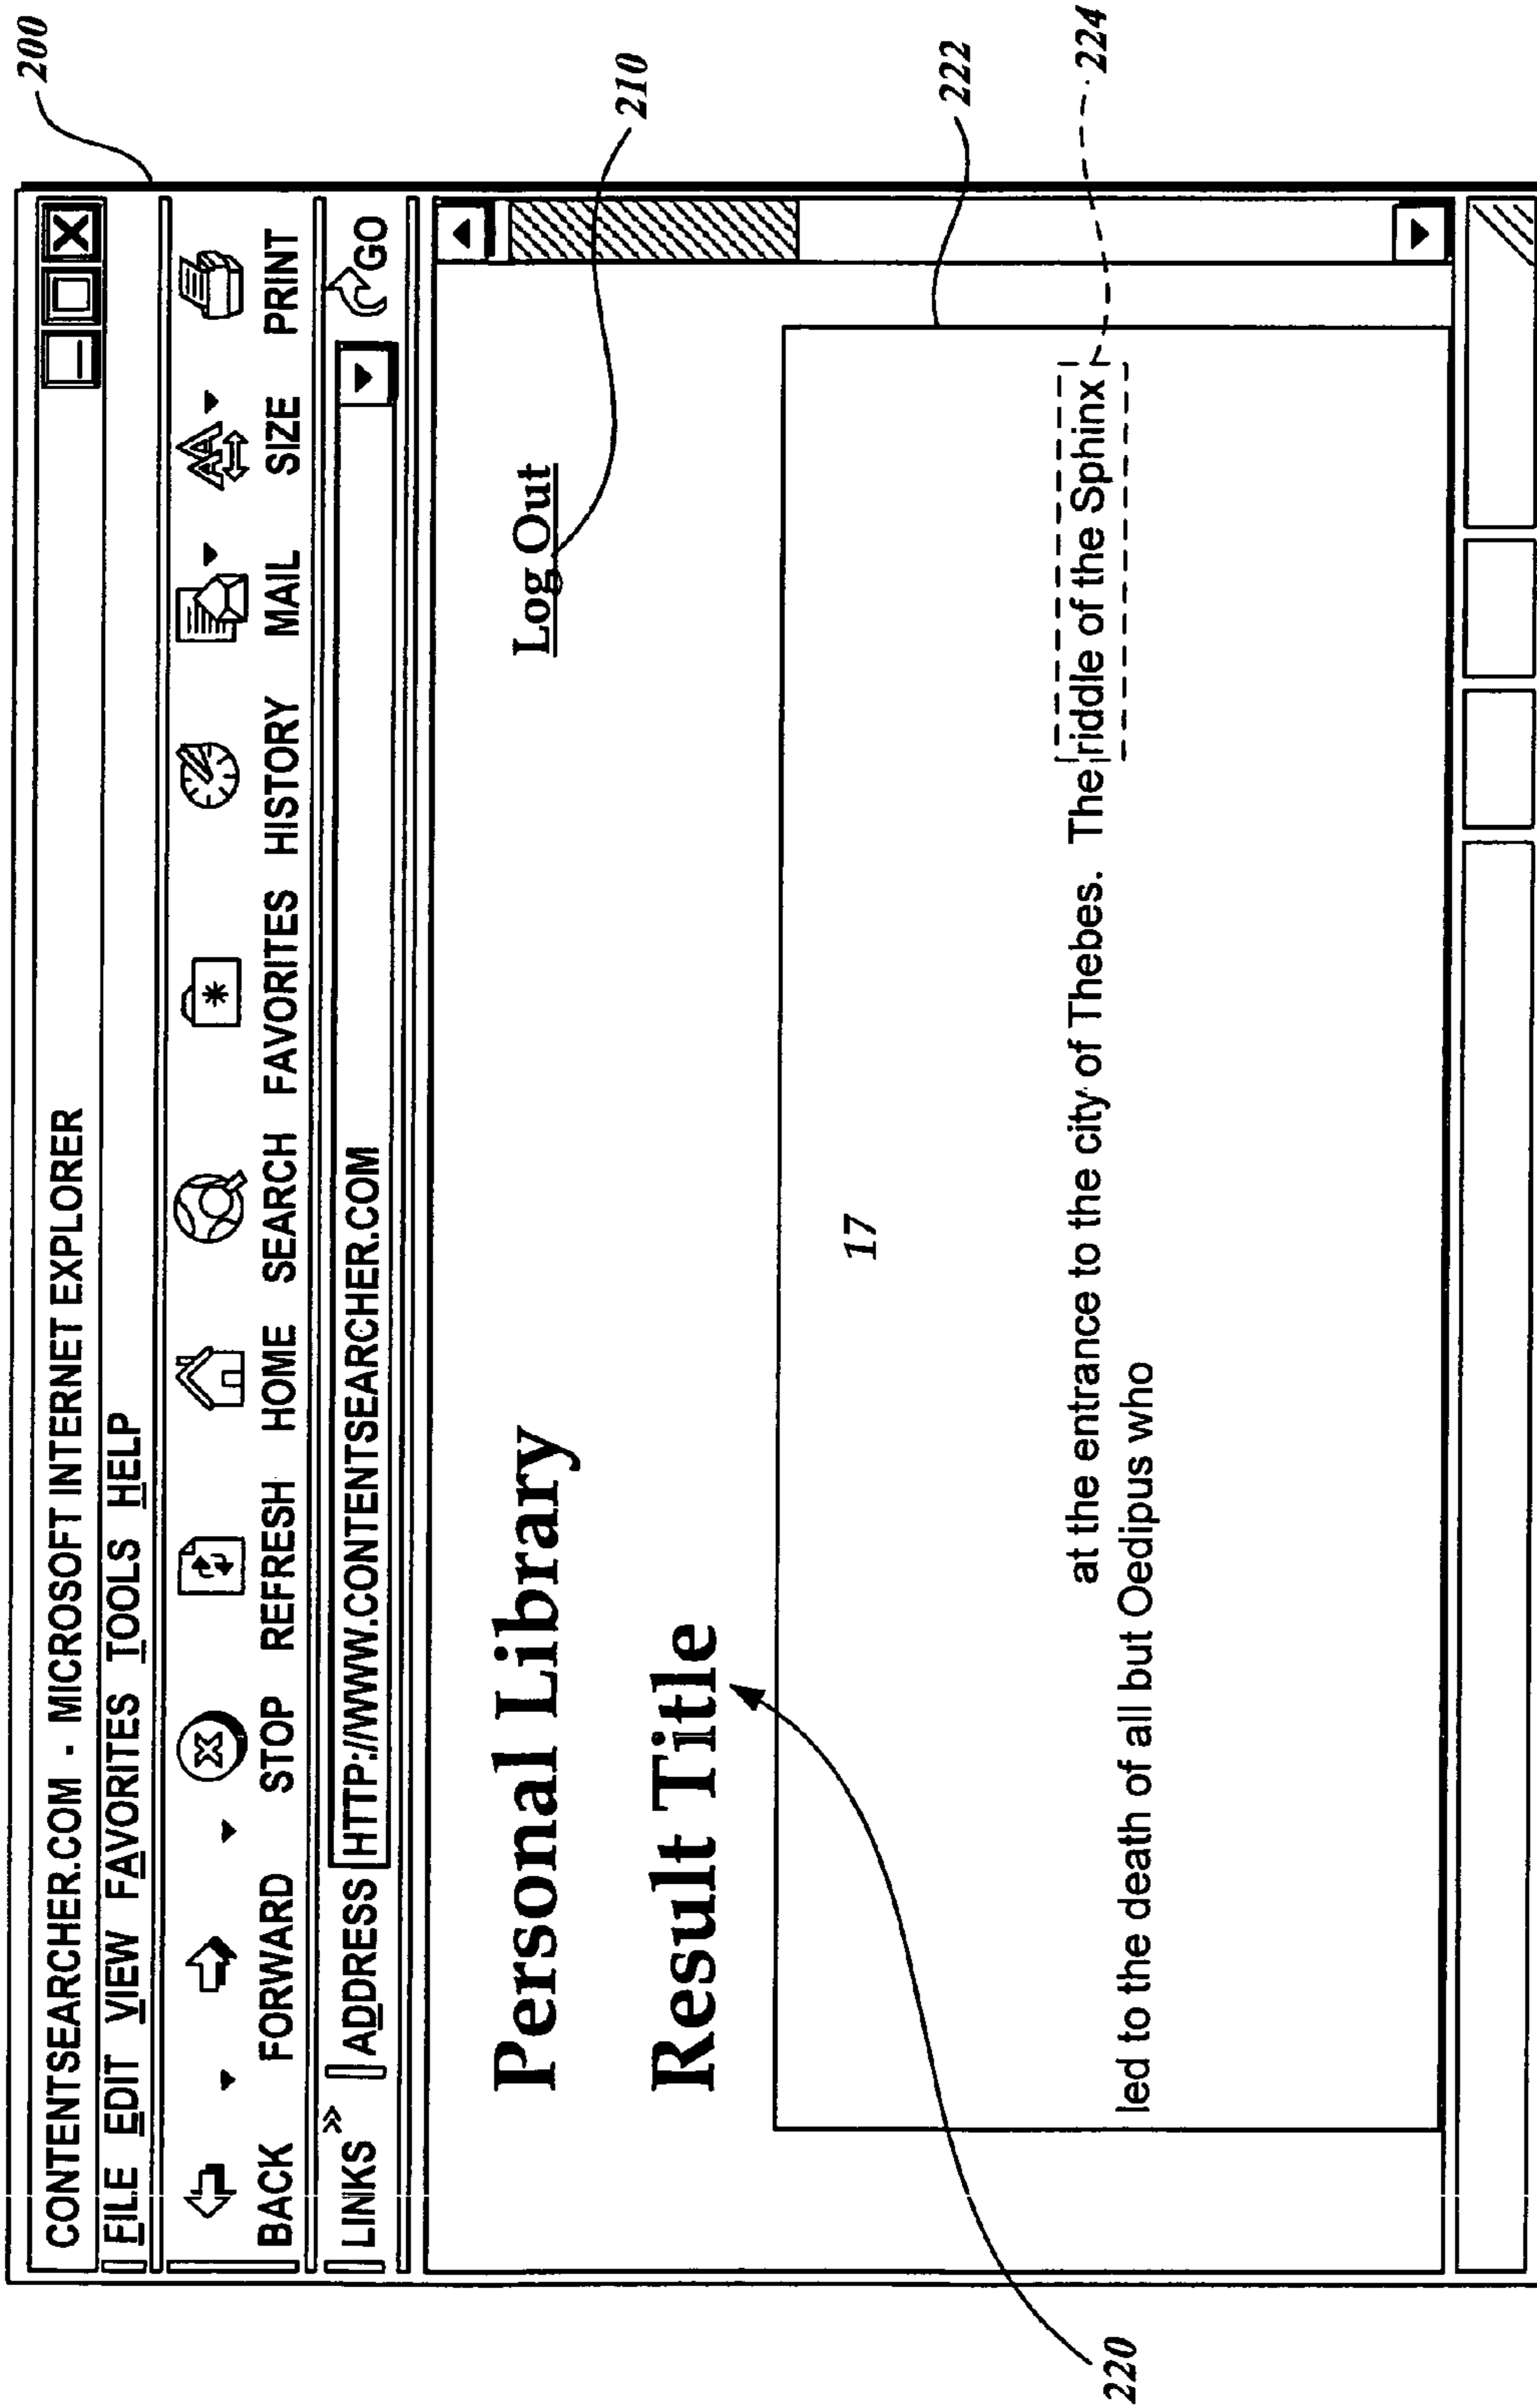 200
CONTENTSEARCHER.COM - MICROSOFT INTERNET EXPLORER
FILE EDIT VIEW FAVORITES TOOLS HELP
BACK FORWARD STOP REFRESH HOME SEARCH FAVORITES HISTORY MAIL SIZE PRINT
LINKS » ADDRESS HTTP://WWW.CONTENTSEARCHER.COM GO
Personal Library Log Out
210
Result Title
220
17
222
at the entrance to the city of Thebes. The riddle of the Sphinx
224
led to the death of all but Oedipus who